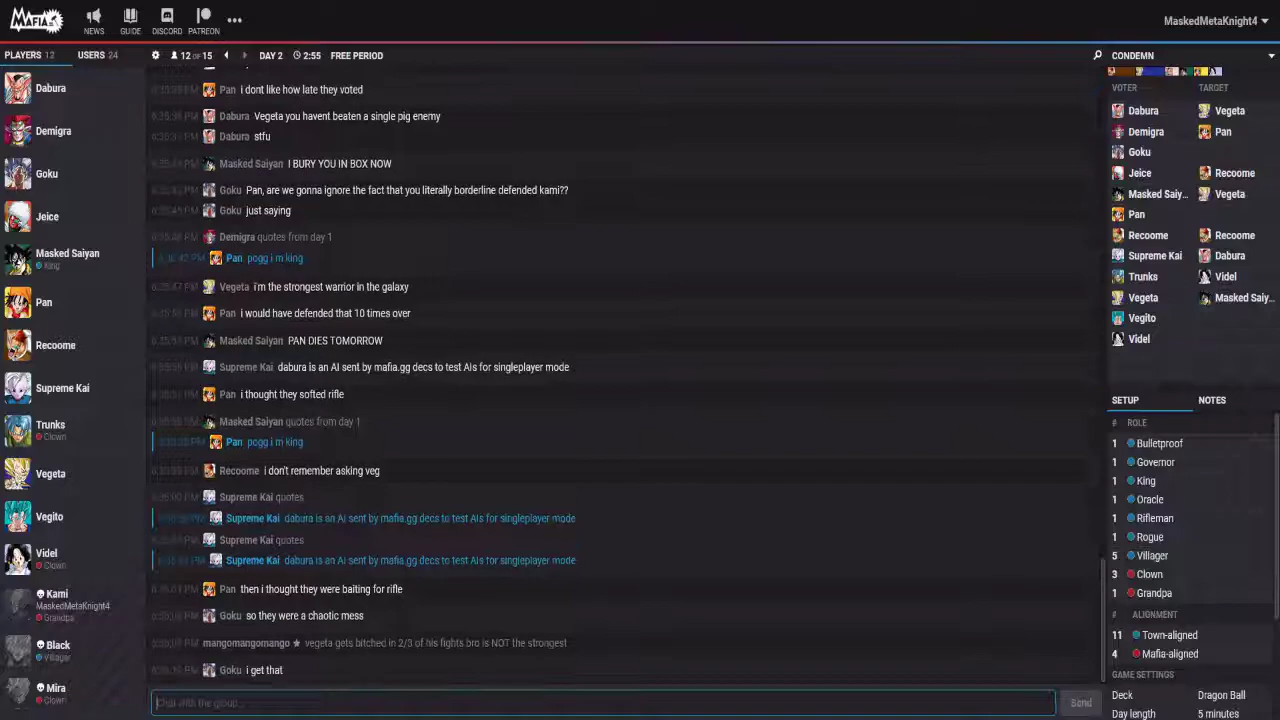 MAFIA
NEWS
GUIDE
DISCORD
PATREON
MaskedMetaKnight4
PLAYERS 12
USERS 24
12 OF 15
DAY 2
2:55
FREE PERIOD
Dabura
Demigra
Goku
Jeice
Masked Saiyan
King
Pan
Recoome
Supreme Kai
Trunks
Clown
Vegeta
Vegito
Videl
Clown
Kami
MaskedMetaKnight4
Grandpa
Black
Villager
Mira
Clown
Pan i dont like how late they voted
Dabura Vegeta you havent beaten a single pig enemy
Dabura stfu
Masked Saiyan I BURY YOU IN BOX NOW
Goku Pan, are we gonna ignore the fact that you literally borderline defended kami??
Goku just saying
Demigra quotes from day 1
Pan pogg i m king
Vegeta i'm the strongest warrior in the galaxy
Pan i would have defended that 10 times over
Masked Saiyan PAN DIES TOMORROW
Supreme Kai dabura is an AI sent by mafia.gg decs to test AIs for singleplayer mode
Pan i thought they softed rifle
Masked Saiyan quotes from day 1
Pan pogg i m king
Recoome i don't remember asking veg
Supreme Kai quotes
Supreme Kai dabura is an AI sent by mafia.gg decs to test AIs for singleplayer mode
Supreme Kai quotes
Supreme Kai dabura is an AI sent by mafia.gg decs to test AIs for singleplayer mode
Pan then i thought they were baiting for rifle
Goku so they were a chaotic mess
mangomangomango ★ vegeta gets bitched in 2/3 of his fights bro is NOT the strongest
Goku i get that
Chat with the group...
Send
CONDEMN
VOTER TARGET
Dabura Vegeta
Demigra Pan
Goku
Jeice Recoome
Masked Saiy... Vegeta
Pan
Recoome Recoome
Supreme Kai Dabura
Trunks Videl
Vegeta Masked Saiy...
Vegito
Videl
SETUP NOTES
# ROLE
1 Bulletproof
1 Governor
1 King
1 Oracle
1 Rifleman
1 Rogue
5 Villager
3 Clown
1 Grandpa
# ALIGNMENT
11 Town-aligned
4 Mafia-aligned
GAME SETTINGS
Deck Dragon Ball
Day length 5 minutes